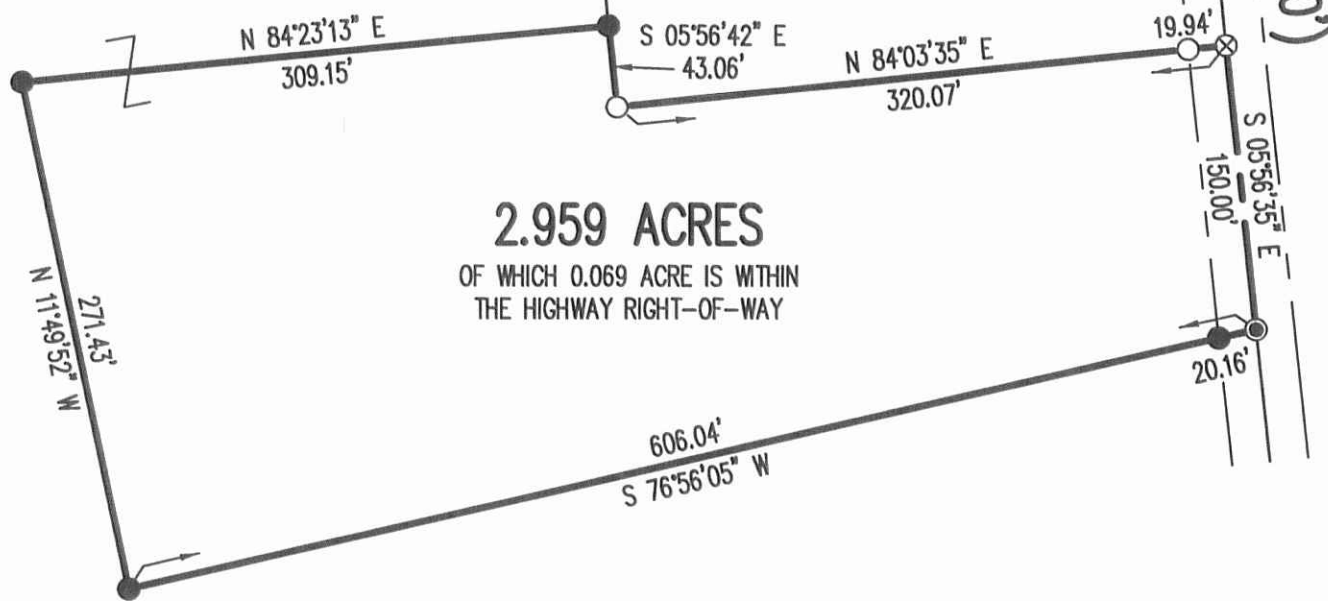 N 84°23'13" E
309.15'
S 05°56'42" E
43.06'
N 84°03'35" E
320.07'
19.94'
0')
S 05°56'35" E
150.00'
2.959 ACRES
OF WHICH 0.069 ACRE IS WITHIN
THE HIGHWAY RIGHT-OF-WAY
271.43'
N 11°49'52" W
606.04'
S 76°56'05" W
20.16'